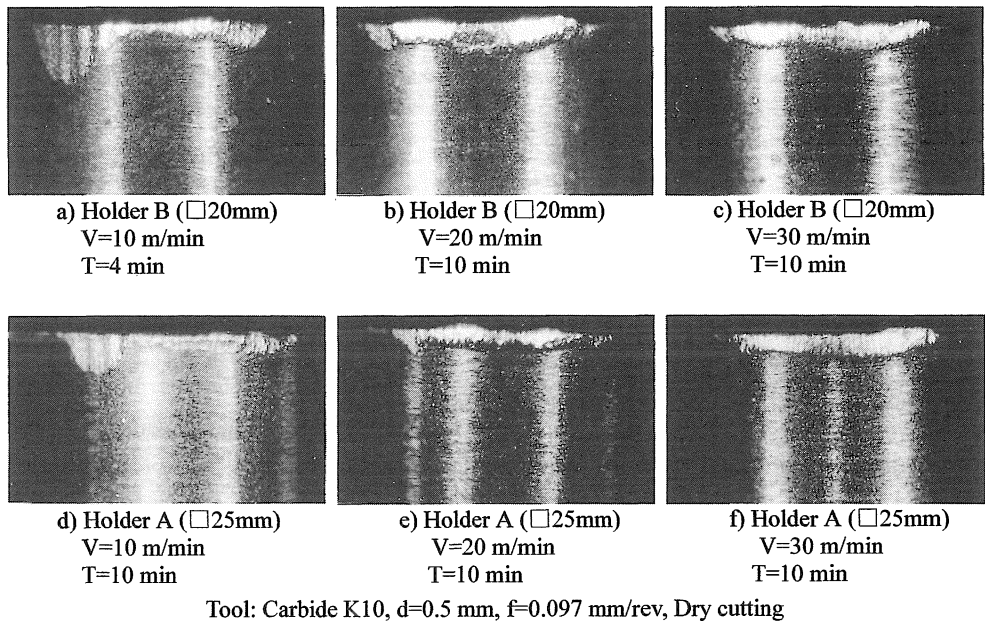 a) Holder B (□20mm)
V=10 m/min
T=4 min
b) Holder B (□20mm)
V=20 m/min
T=10 min
c) Holder B (□20mm)
V=30 m/min
T=10 min
d) Holder A (□25mm)
V=10 m/min
T=10 min
e) Holder A (□25mm)
V=20 m/min
T=10 min
f) Holder A (□25mm)
V=30 m/min
T=10 min
Tool: Carbide K10, d=0.5 mm, f=0.097 mm/rev, Dry cutting